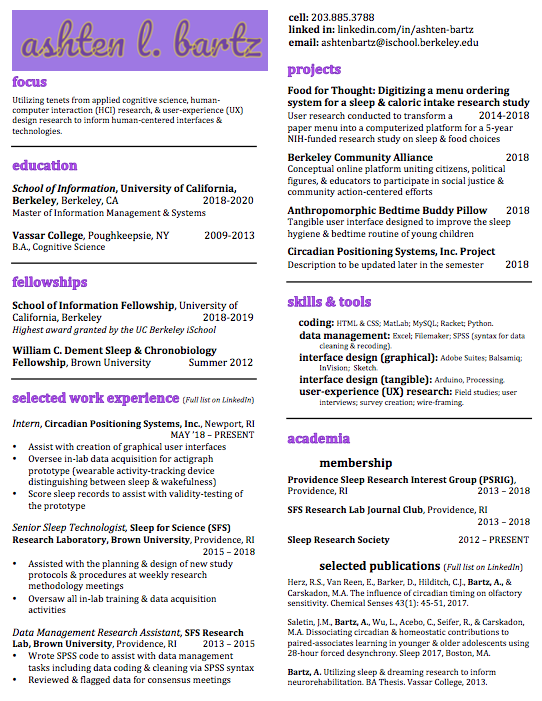 ashten l. bartz
focus
Utilizing tenets from applied cognitive science, human-
computer interaction (HCI) research, & user-experience (UX)
design research to inform human-centered interfaces &
technologies.
education
School of Information, University of California,
Berkeley, Berkeley, CA 2018-2020
Master of Information Management & Systems
Vassar College, Poughkeepsie, NY 2009-2013
B.A., Cognitive Science
fellowships
School of Information Fellowship, University of
California, Berkeley 2018-2019
Highest award granted by the UC Berkeley iSchool
William C. Dement Sleep & Chronobiology
Fellowship, Brown University Summer 2012
selected work experience (Full list on LinkedIn)
Intern, Circadian Positioning Systems, Inc., Newport, RI
MAY '18 – PRESENT
• Assist with creation of graphical user interfaces
• Oversee in-lab data acquisition for actigraph
prototype (wearable activity-tracking device
distinguishing between sleep & wakefulness)
• Score sleep records to assist with validity-testing of
the prototype
Senior Sleep Technologist, Sleep for Science (SFS)
Research Laboratory, Brown University, Providence, RI
2015 – 2018
• Assisted with the planning & design of new study
protocols & procedures at weekly research
methodology meetings
• Oversaw all in-lab training & data acquisition
activities
Data Management Research Assistant, SFS Research
Lab, Brown University, Providence, RI 2013 – 2015
• Wrote SPSS code to assist with data management
tasks including data coding & cleaning via SPSS syntax
• Reviewed & flagged data for consensus meetings
cell: 203.885.3788
linked in: linkedin.com/in/ashten-bartz
email: ashtenbartz@ischool.berkeley.edu
projects
Food for Thought: Digitizing a menu ordering
system for a sleep & caloric intake research study
User research conducted to transform a 2014-2018
paper menu into a computerized platform for a 5-year
NIH-funded research study on sleep & food choices
Berkeley Community Alliance 2018
Conceptual online platform uniting citizens, political
figures, & educators to participate in social justice &
community action-centered efforts
Anthropomorphic Bedtime Buddy Pillow 2018
Tangible user interface designed to improve the sleep
hygiene & bedtime routine of young children
Circadian Positioning Systems, Inc. Project
Description to be updated later in the semester 2018
skills & tools
coding: HTML & CSS; MatLab; MySQL; Racket; Python.
data management: Excel; Filemaker; SPSS (syntax for data
cleaning & recoding).
interface design (graphical): Adobe Suites; Balsamiq;
InVision; Sketch.
interface design (tangible): Arduino, Processing.
user-experience (UX) research: Field studies; user
interviews; survey creation; wire-framing.
academia
membership
Providence Sleep Research Interest Group (PSRIG),
Providence, RI 2013 – 2018
SFS Research Lab Journal Club, Providence, RI
2013 – 2018
Sleep Research Society 2012 – PRESENT
selected publications (Full list on LinkedIn)
Herz, R.S., Van Reen, E., Barker, D., Hilditch, C.J., Bartz, A., &
Carskadon, M.A. The influence of circadian timing on olfactory
sensitivity. Chemical Senses 43(1): 45-51, 2017.
Saletin, J.M., Bartz, A., Wu, L., Acebo, C., Seifer, R., & Carskadon,
M.A. Dissociating circadian & homeostatic contributions to
paired-associates learning in younger & older adolescents using
28-hour forced desynchrony. Sleep 2017, Boston, MA.
Bartz, A. Utilizing sleep & dreaming research to inform
neurorehabilitation. BA Thesis. Vassar College, 2013.